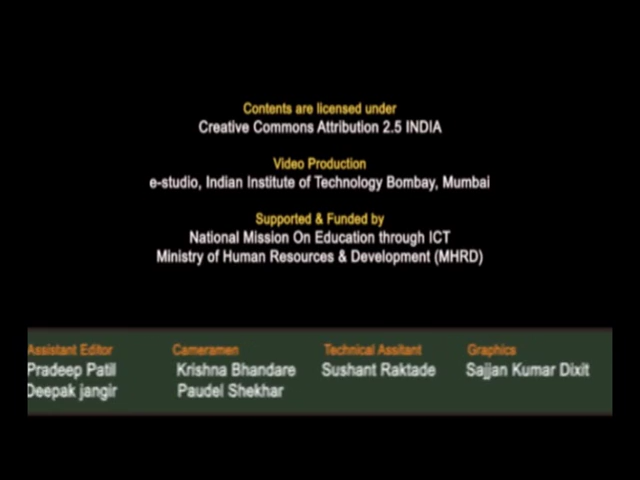 Contents are licensed under
Creative Commons Attribution 2.5 INDIA
Video Production
e-studio, Indian Institute of Technology Bombay, Mumbai
Supported & Funded by
National Mission On Education through ICT
Ministry of Human Resources & Development (MHRD)
Assistant Editor Cameramen Technical Assitant Graphics
Pradeep Patil Krishna Bhandare Sushant Raktade Sajjan Kumar Dixit
Deepak jangir Paudel Shekhar